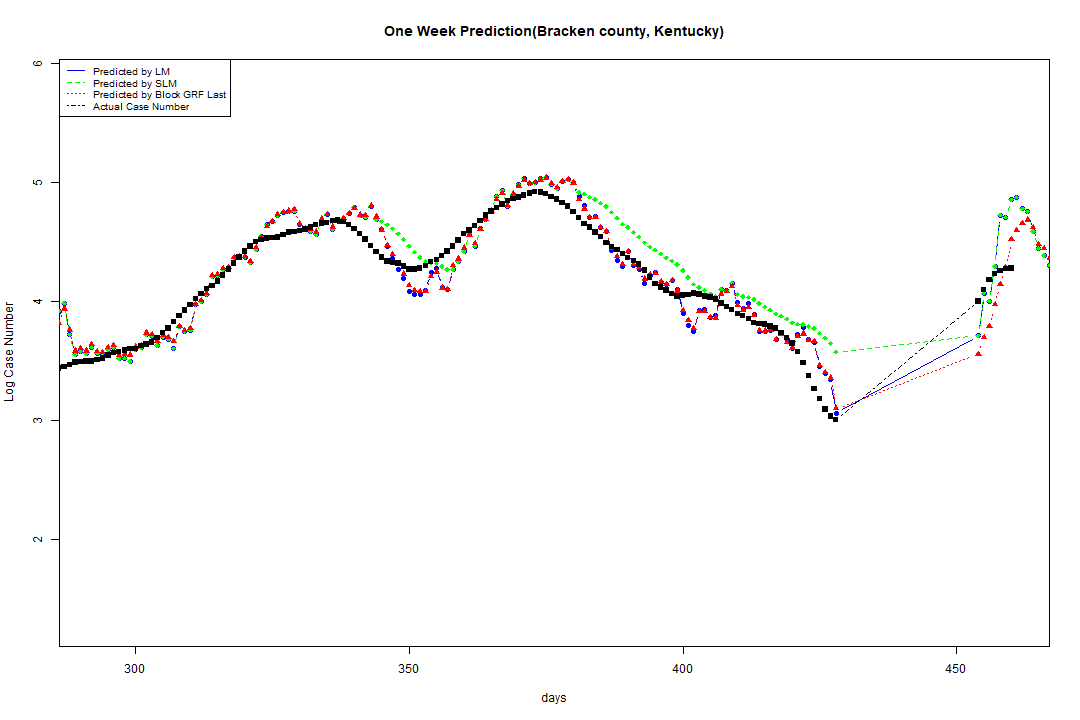 One Week Prediction(Bracken county, Kentucky)
Predicted by LM
Predicted by SLM
Predicted by Block GRF Last
Actual Case Number
6
5
4
3
2
Log Case Number
300
350
400
450
days